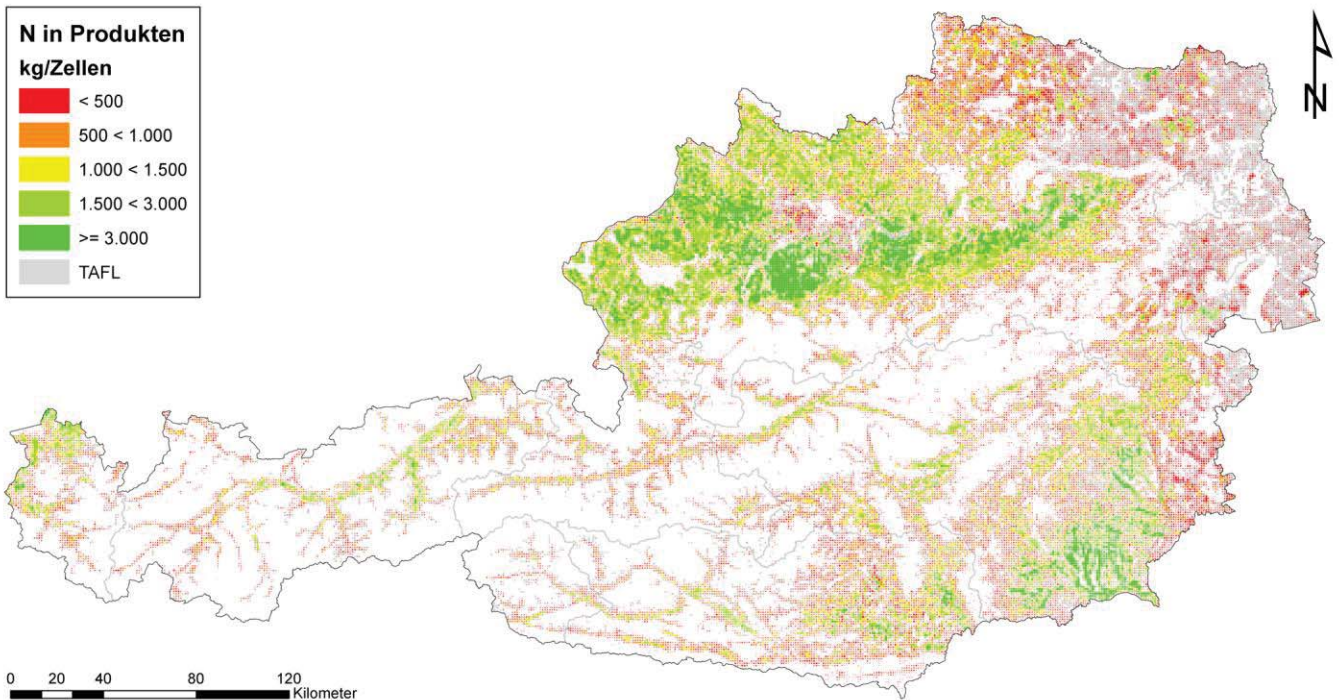 N in Produkten
kg/Zellen
< 500
500 < 1.000
1.000 < 1.500
1.500 < 3.000
>= 3.000
TAFL
N
0 20 40 80 120
Kilometer